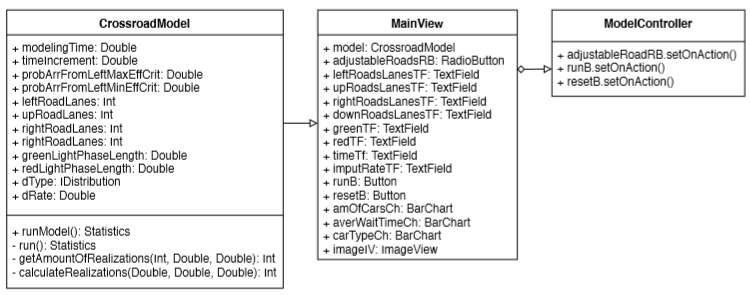 CrossroadModel
+ modelingTime: Double
+ timeIncrement: Double
+ probArrFromLeftMaxEffCrit: Double
+ probArrFromLeftMinEffCrit: Double
+ leftRoadLanes: Int
+ upRoadLanes: Int
+ rightRoadLanes: Int
+ rightRoadLanes: Int
+ greenLightPhaseLength: Double
+ redLightPhaseLength: Double
+ dType: IDistribution
+ dRate: Double
+ runModel(): Statistics
- run(): Statistics
- getAmountOfRealizations(Int, Double, Double): Int
- calculateRealizations(Double, Double, Double): Int
MainView
+ model: CrossroadModel
+ adjustableRoadsRB: RadioButton
+ leftRoadsLanesTF: TextField
+ upRoadsLanesTF: TextField
+ rightRoadsLanesTF: TextField
+ downRoadsLanesTF: TextField
+ greenTF: TextField
+ redTF: TextField
+ timeTf: TextField
+ imputRateTF: TextField
+ runB: Button
+ resetB: Button
+ amOfCarsCh: BarChart
+ averWaitTimeCh: BarChart
+ carTypeCh: BarChart
+ imageIV: ImageView
ModelController
+ adjustableRoadRB.setOnAction()
+ runB.setOnAction()
+ resetB.setOnAction()